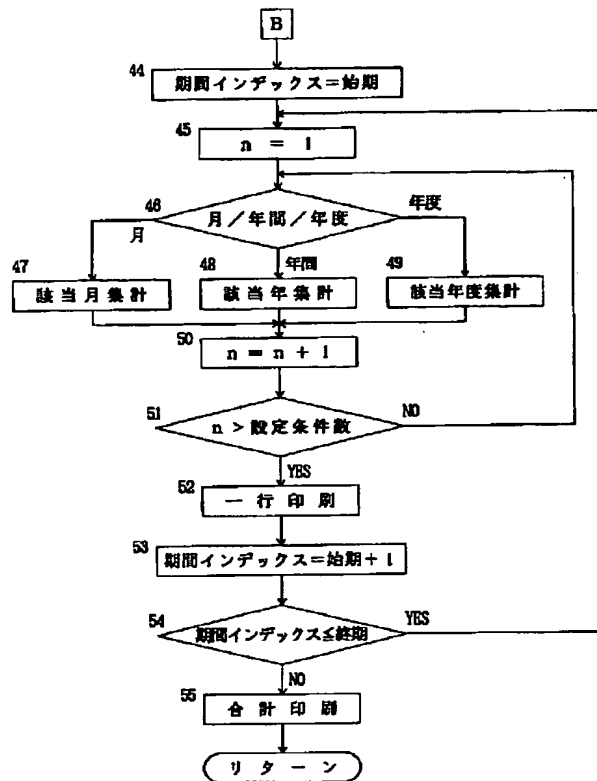 B
44
期間インデックス=始期
45
n = 1
46
月/年間/年度
年度
月
47
該当月集計
48
年間
該当年集計
49
該当年度集計
50
n = n + 1
51
n > 設定条件数
NO
YES
52
一行印刷
53
期間インデックス=始期+1
54
期間インデックス≦終期
YES
NO
55
合計印刷
リターン